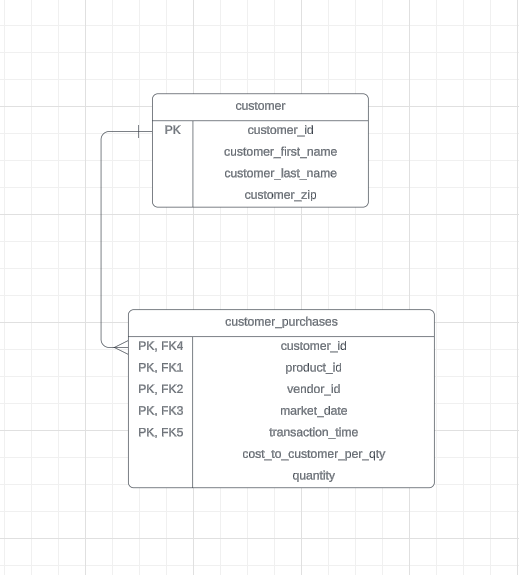 customer
PK customer_id
customer_first_name
customer_last_name
customer_zip
customer_purchases
PK, FK4 customer_id
PK, FK1 product_id
PK, FK2 vendor_id
PK, FK3 market_date
PK, FK5 transaction_time
cost_to_customer_per_qty
quantity